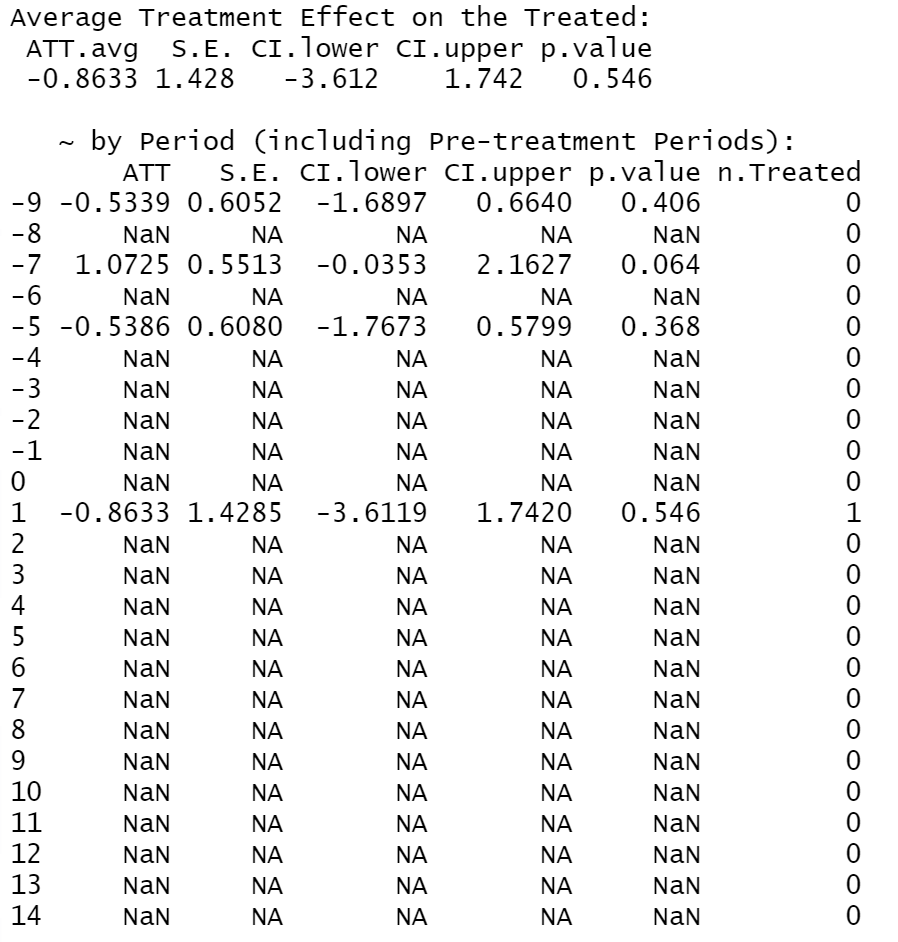 Average Treatment Effect on the Treated:
 ATT.avg  S.E. CI.lower CI.upper p.value
 -0.8633 1.428   -3.612    1.742   0.546

   ~ by Period (including Pre-treatment Periods):
       ATT   S.E. CI.lower CI.upper p.value n.Treated
-9 -0.5339 0.6052  -1.6897   0.6640   0.406         0
-8     NaN     NA       NA       NA     NaN         0
-7  1.0725 0.5513  -0.0353   2.1627   0.064         0
-6     NaN     NA       NA       NA     NaN         0
-5 -0.5386 0.6080  -1.7673   0.5799   0.368         0
-4     NaN     NA       NA       NA     NaN         0
-3     NaN     NA       NA       NA     NaN         0
-2     NaN     NA       NA       NA     NaN         0
-1     NaN     NA       NA       NA     NaN         0
0      NaN     NA       NA       NA     NaN         0
1  -0.8633 1.4285  -3.6119   1.7420   0.546         1
2      NaN     NA       NA       NA     NaN         0
3      NaN     NA       NA       NA     NaN         0
4      NaN     NA       NA       NA     NaN         0
5      NaN     NA       NA       NA     NaN         0
6      NaN     NA       NA       NA     NaN         0
7      NaN     NA       NA       NA     NaN         0
8      NaN     NA       NA       NA     NaN         0
9      NaN     NA       NA       NA     NaN         0
10     NaN     NA       NA       NA     NaN         0
11     NaN     NA       NA       NA     NaN         0
12     NaN     NA       NA       NA     NaN         0
13     NaN     NA       NA       NA     NaN         0
14     NaN     NA       NA       NA     NaN         0